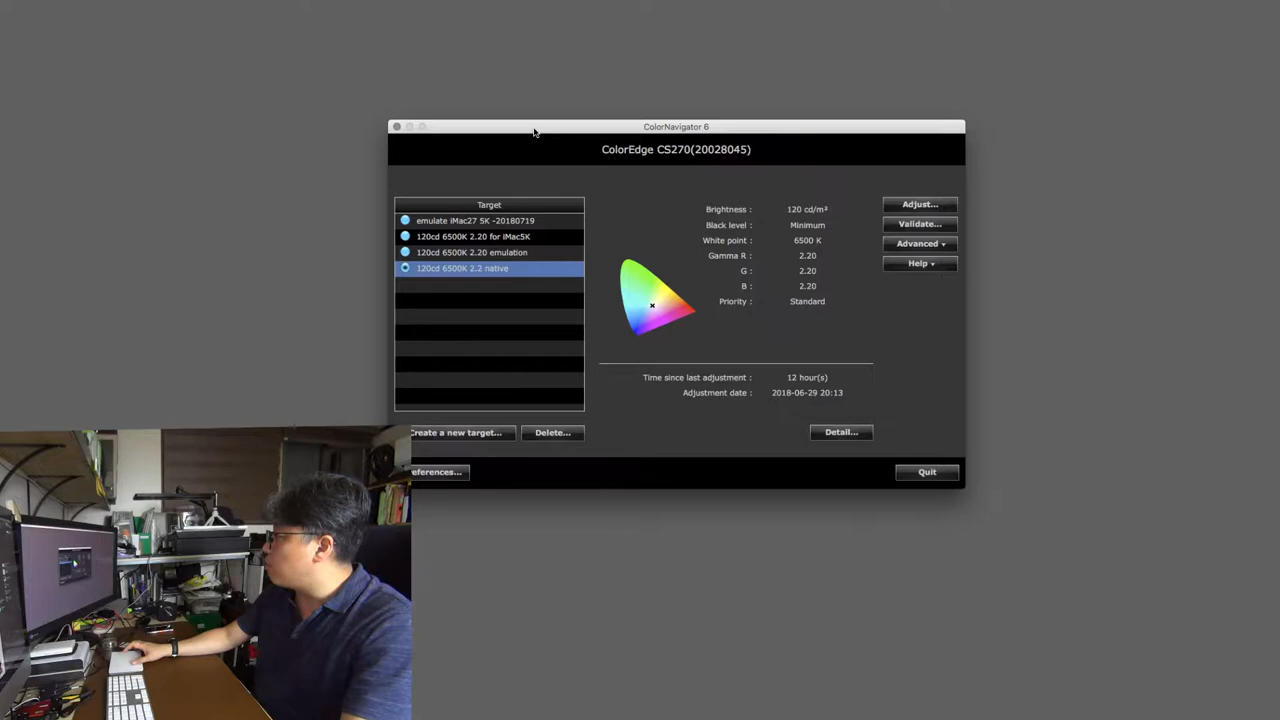 ColorNavigator 6
ColorEdge CS270(20028045)
Target
emulate iMac27 5K -20180719
120cd 6500K 2.20 for iMac5K
120cd 6500K 2.20 emulation
120cd 6500K 2.2 native
Brightness : 120 cd/m²
Black level : Minimum
White point : 6500 K
Gamma R : 2.20
G : 2.20
B : 2.20
Priority : Standard
Adjust...
Validate...
Advanced
Help
Time since last adjustment : 12 hour(s)
Adjustment date : 2018-06-29 20:13
Create a new target...
Delete...
Detail...
eferences...
Quit